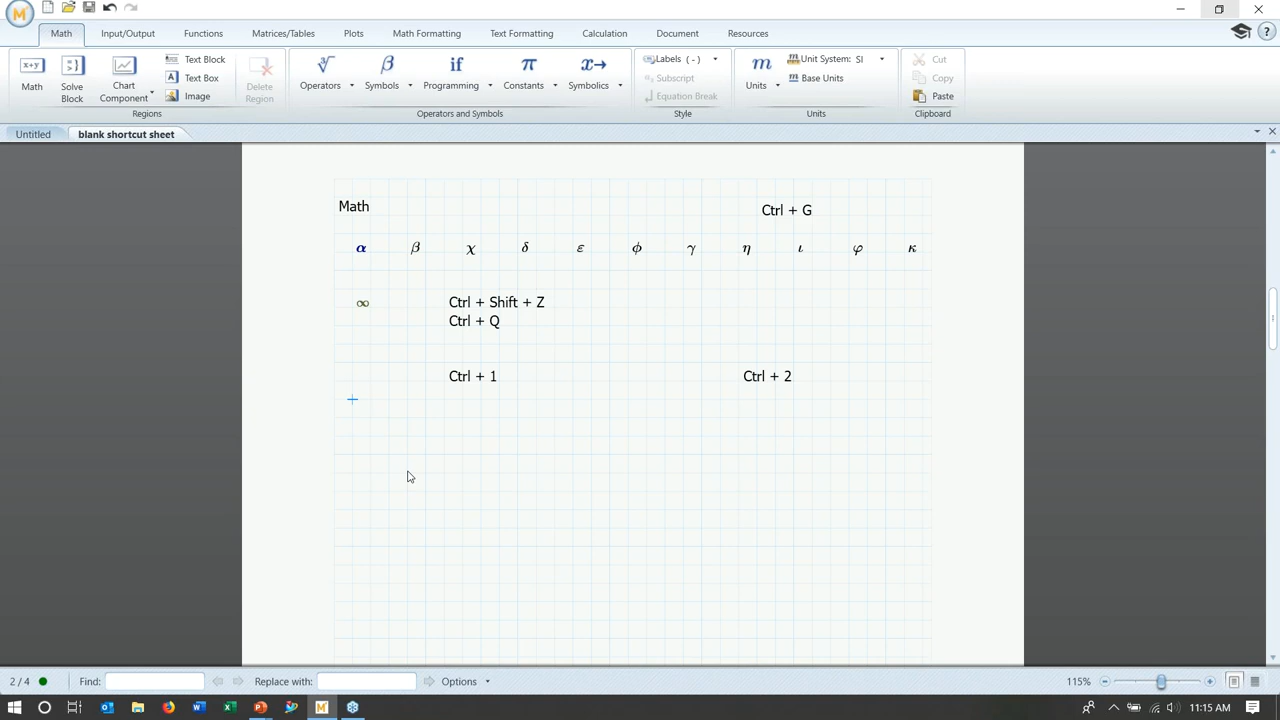 Math Input/Output Functions Matrices/Tables Plots Math Formatting Text Formatting Calculation Document Resources
Math Solve Block Chart Component Text Block Text Box Image Delete Region
Operators Symbols Programming Constants Symbolics
Labels ( - ) Subscript Equation Break
Units Unit System: SI Base Units
Cut Copy Paste
Regions Operators and Symbols Style Units Clipboard
Untitled blank shortcut sheet
Math Ctrl + G
α β χ δ ε ϕ γ η ι φ κ
∞ Ctrl + Shift + Z
Ctrl + Q
Ctrl + 1 Ctrl + 2
2 / 4 Find: Replace with: Options 115%
11:15 AM